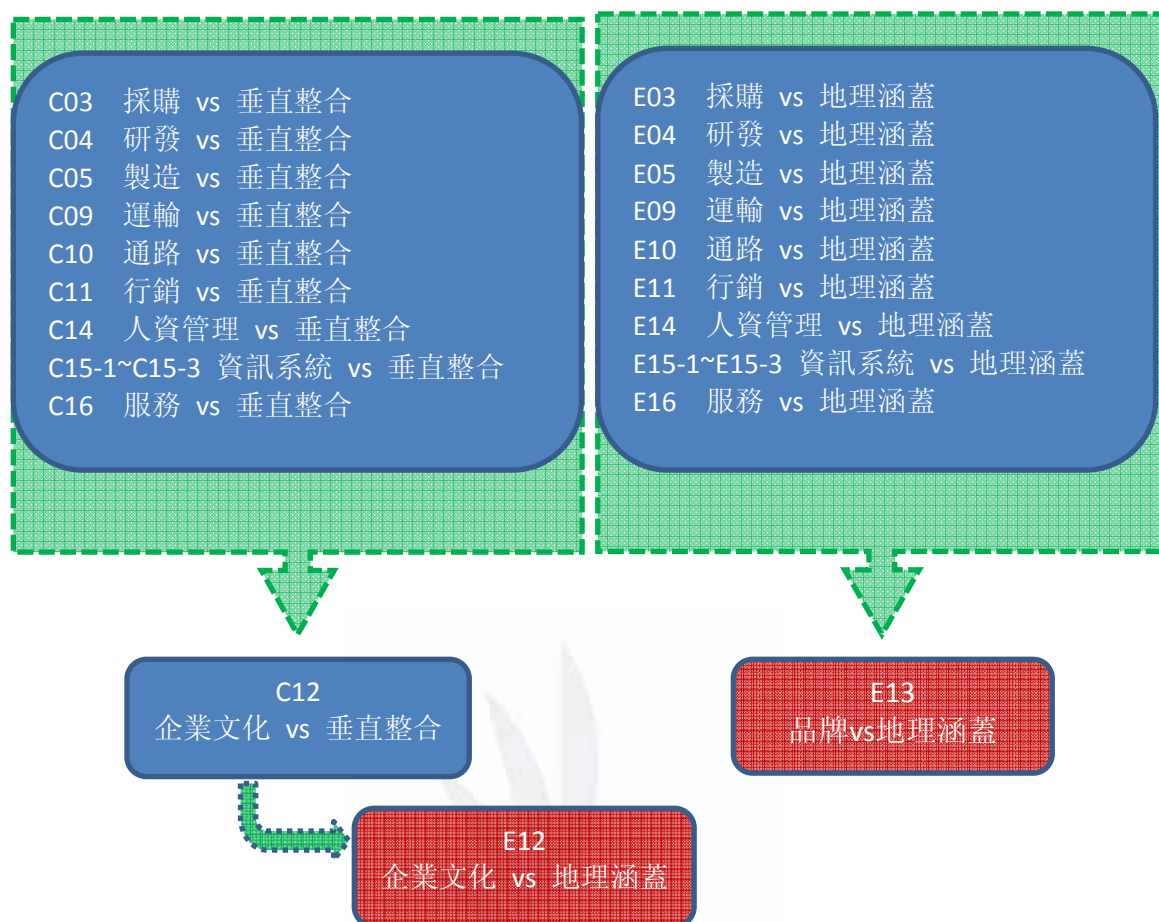 C03 採購 vs 垂直整合
C04 研發 vs 垂直整合
C05 製造 vs 垂直整合
C09 運輸 vs 垂直整合
C10 通路 vs 垂直整合
C11 行銷 vs 垂直整合
C14 人資管理 vs 垂直整合
C15-1~C15-3 資訊系統 vs 垂直整合
C16 服務 vs 垂直整合
E03 採購 vs 地理涵蓋
E04 研發 vs 地理涵蓋
E05 製造 vs 地理涵蓋
E09 運輸 vs 地理涵蓋
E10 通路 vs 地理涵蓋
E11 行銷 vs 地理涵蓋
E14 人資管理 vs 地理涵蓋
E15-1~E15-3 資訊系統 vs 地理涵蓋
E16 服務 vs 地理涵蓋
C12
企業文化 vs 垂直整合
E13
品牌vs地理涵蓋
E12
企業文化 vs 地理涵蓋